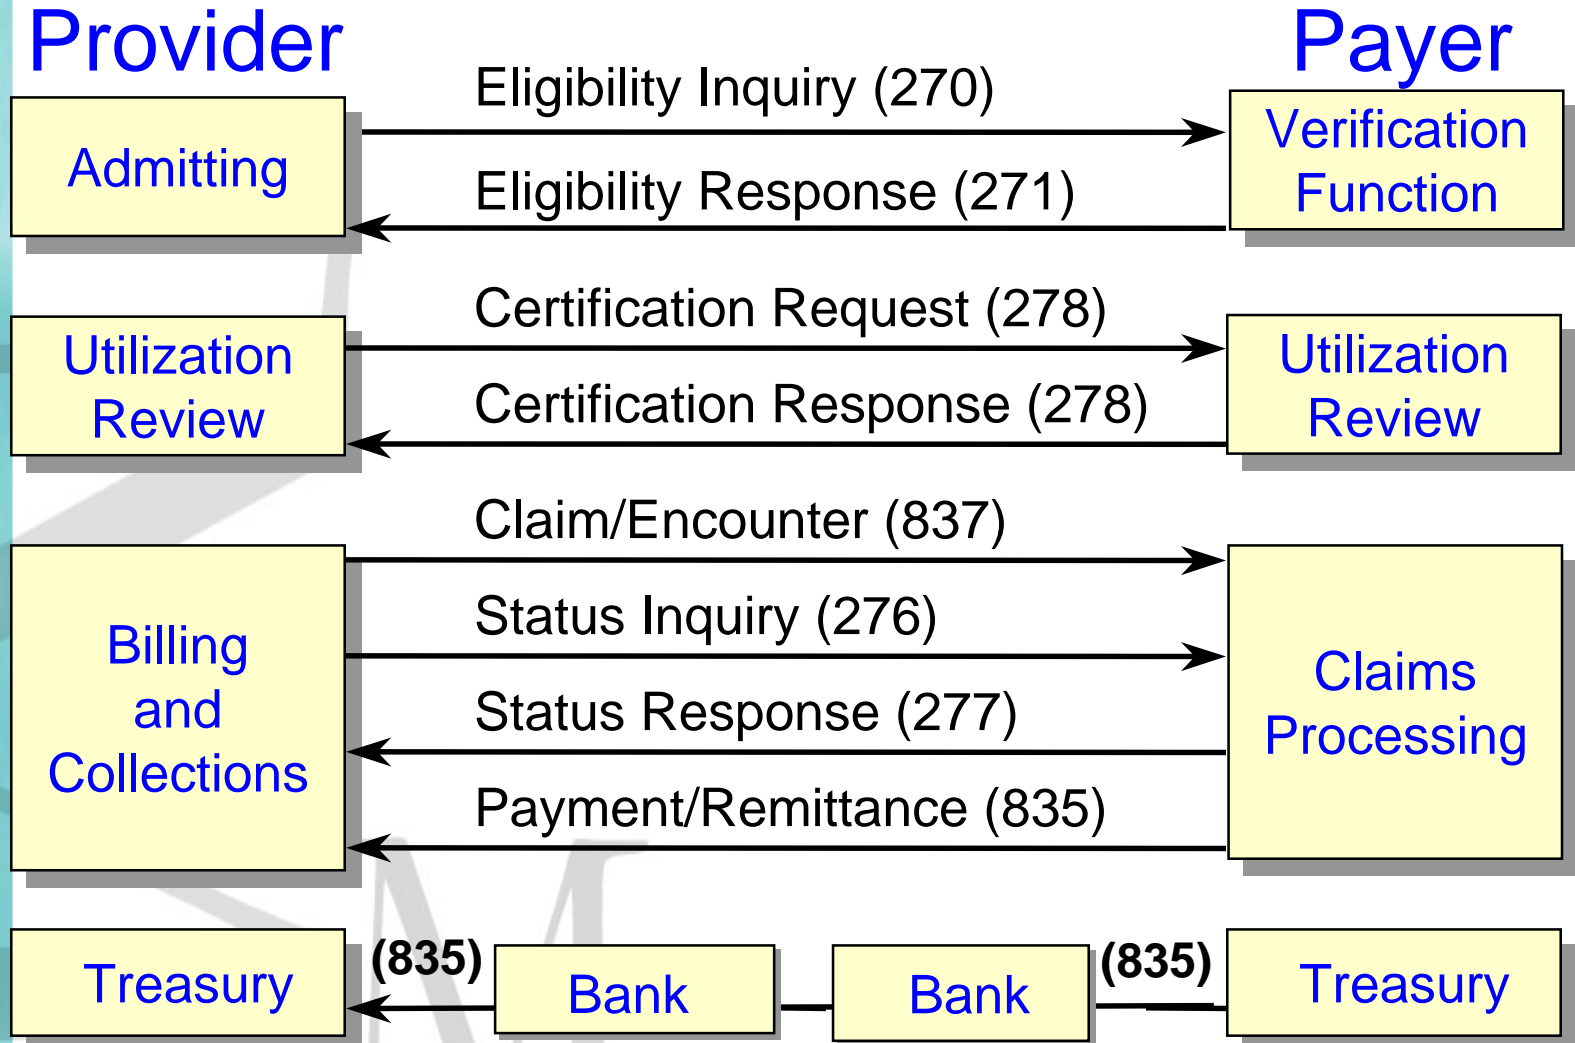 Provider
Payer
Eligibility Inquiry (270)
Admitting
Verification
Function
Eligibility Response (271)
Certification Request (278)
Utilization
Review
Utilization
Review
Certification Response (278)
Claim/Encounter (837)
Status Inquiry (276)
Billing
and
Collections
Claims
Processing
Status Response (277)
Payment/Remittance (835)
Treasury
(835)
Bank
Bank
(835)
Treasury